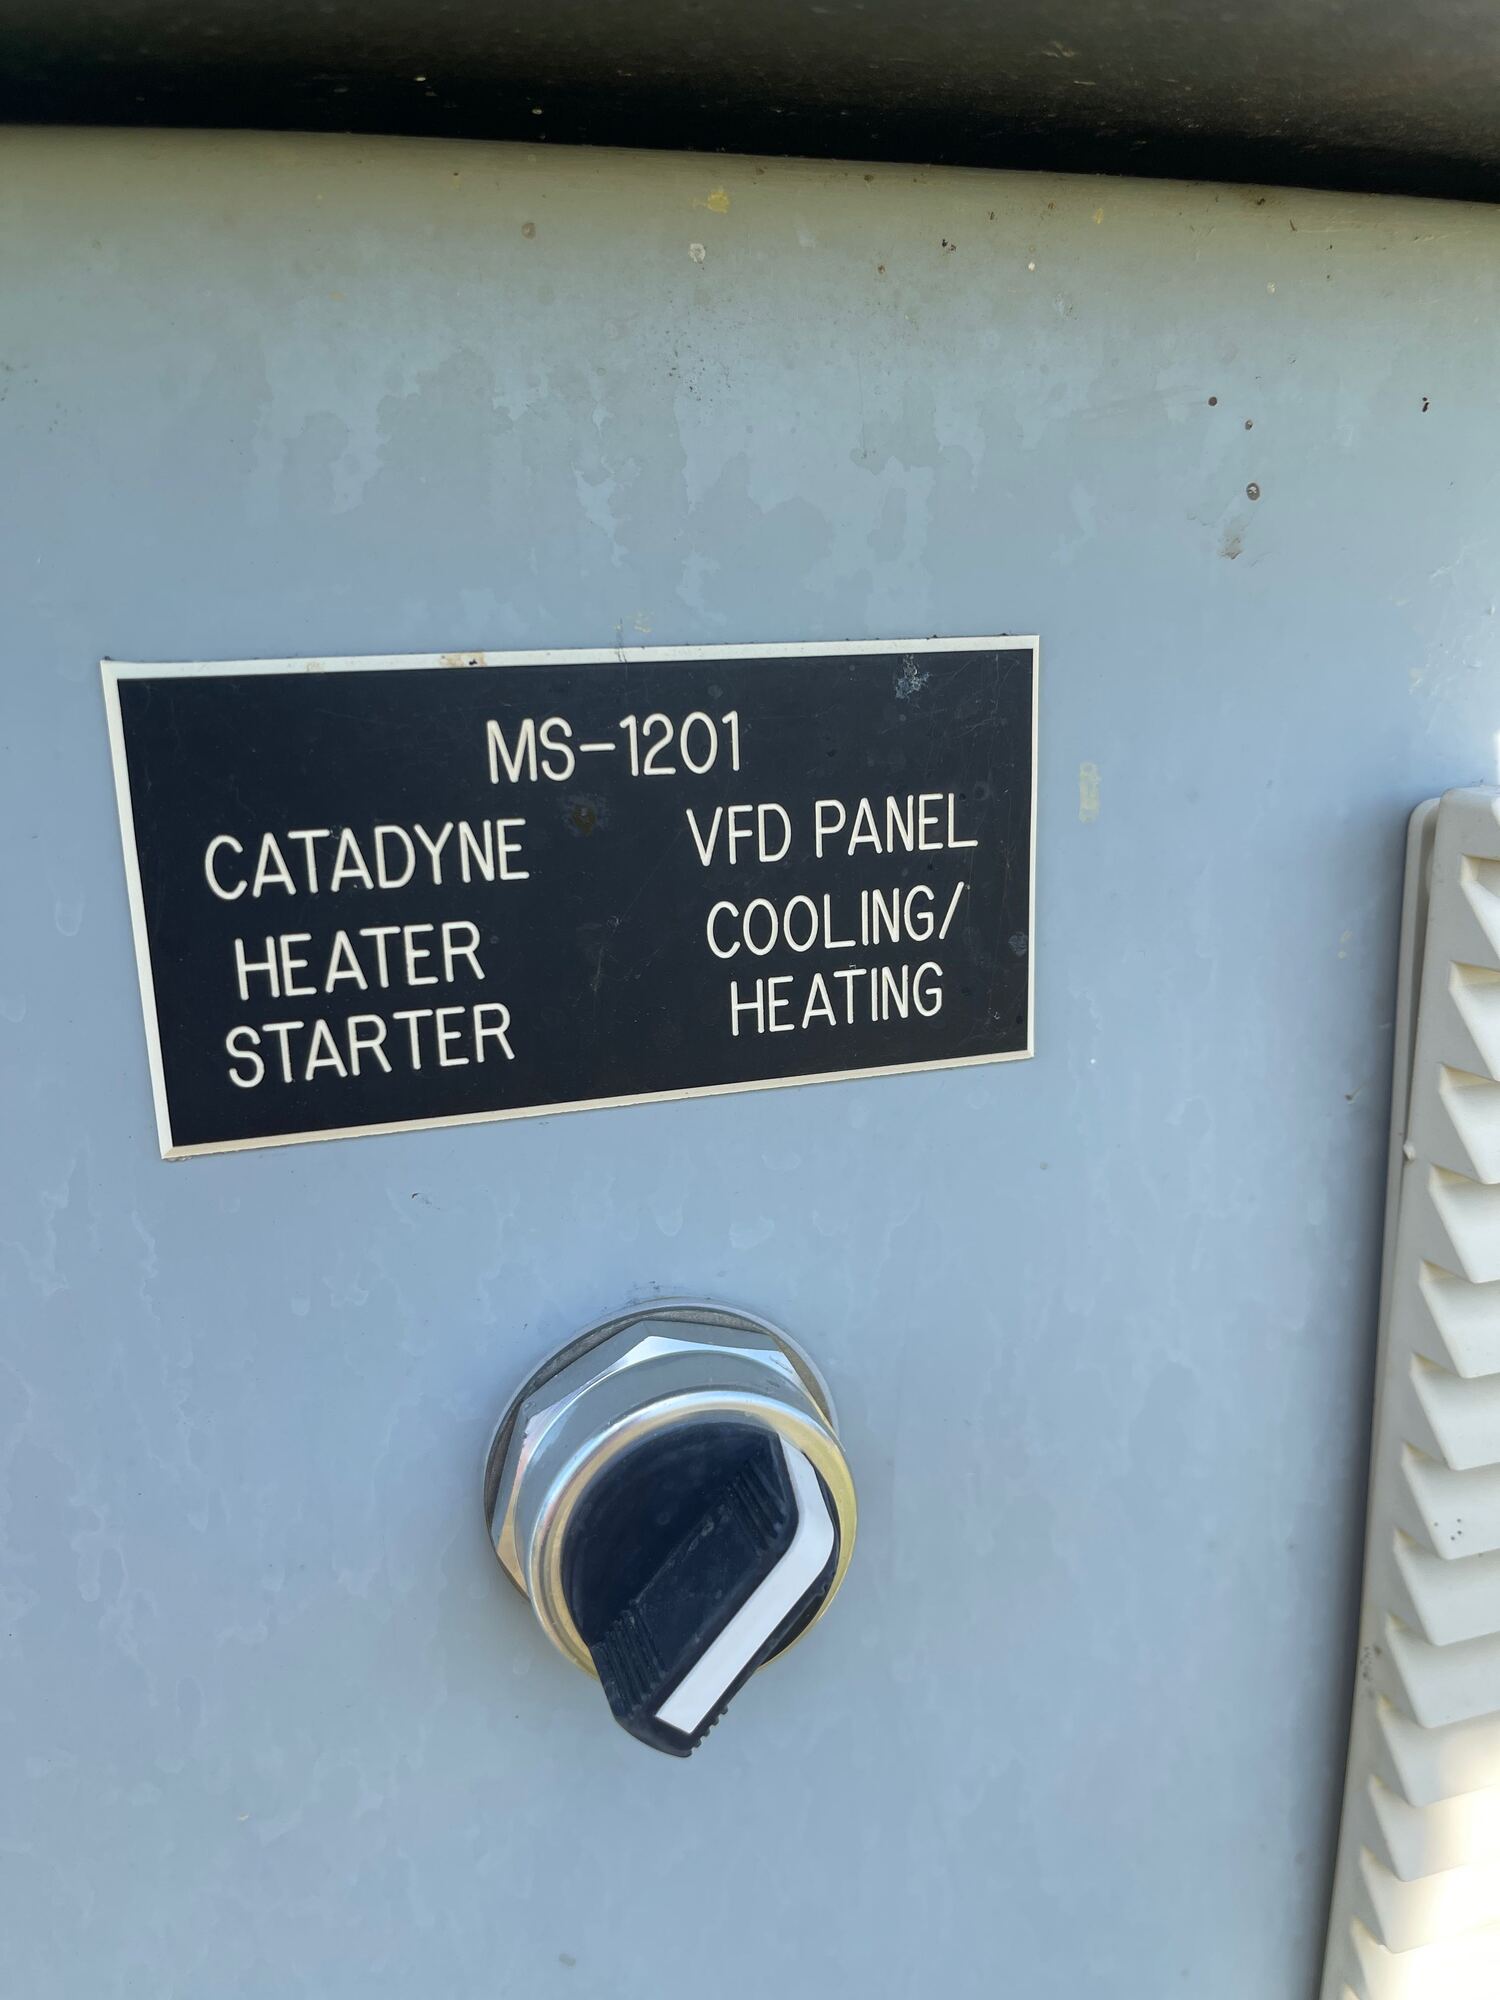 MS-1201
CATADYNE
HEATER
STARTER
VFD PANEL
COOLING/
HEATING